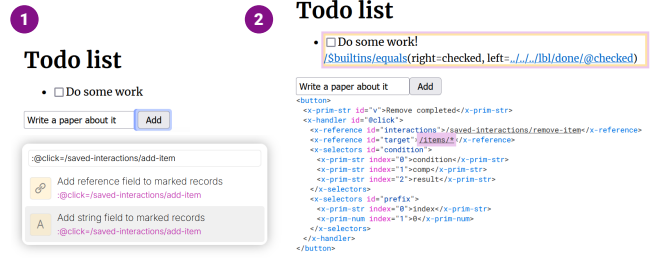 1
Todo list
Do some work
Write a paper about it Add
:@click=/saved-interactions/add-item
Add reference field to marked records
:@click=/saved-interactions/add-item
A
Add string field to marked records
:@click=/saved-interactions/add-item
2
Todo list
Do some work!
/$builtins/equals(right=checked, left=../../../lbl/done/@checked)
Write a paper about it Add
<button>
<x-prim-str id="v">Remove completed</x-prim-str>
<x-handler id="@click">
<x-reference id="interactions">/saved-interactions/remove-item</x-reference>
<x-reference id="target">/items/*</x-reference>
<x-selectors id="condition">
<x-prim-str index="0">condition</x-prim-str>
<x-prim-str index="1">comp</x-prim-str>
<x-prim-str index="2">result</x-prim-str>
</x-selectors>
<x-selectors id="prefix">
<x-prim-str index="0">index</x-prim-str>
<x-prim-num index="1">0</x-prim-num>
</x-selectors>
</x-handler>
</button>